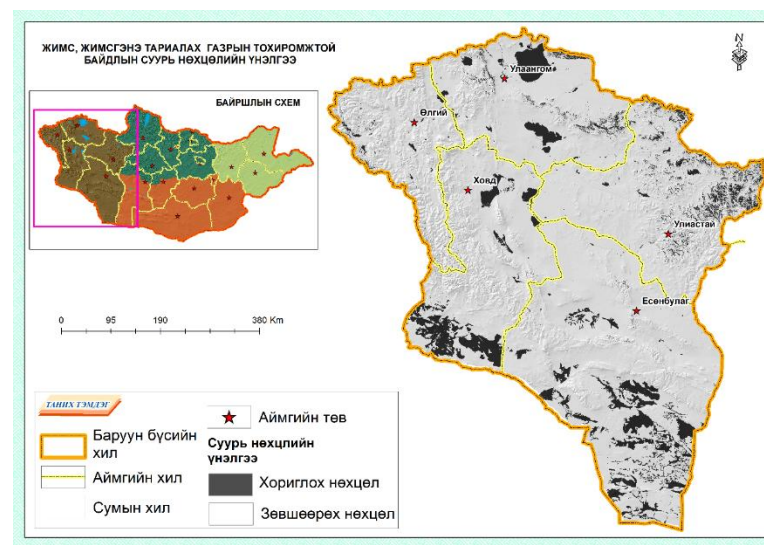 ЖИМС, ЖИМСГЭНЭ ТАРИАЛАХ ГАЗРЫН ТОХИРОМЖТОЙ
БАЙДЛЫН СУУРЬ НӨХЦӨЛИЙН ҮНЭЛГЭЭ
БАЙРШЛЫН СХЕМ
N
Улаангом
Өлгий
Ховд
Улиастай
Есөнбулаг
0 95 190 380 Km
ТАНИХ ТЭМДЭГ
Баруун бүсийн
хил
Аймгийн хил
Сумын хил
Аймгийн төв
Суурь нөхцлийн
үнэлгээ
Хориглох нөхцөл
Зөвшөөрөх нөхцөл